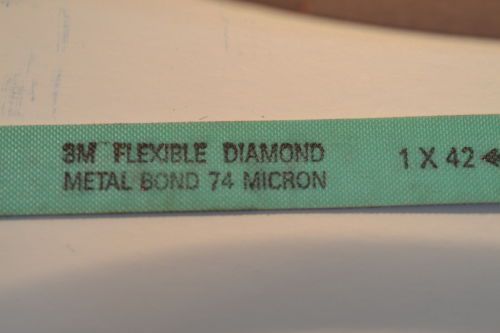 3M FLEXIBLE DIAMOND 1 X 42
METAL BOND 74 MICRON